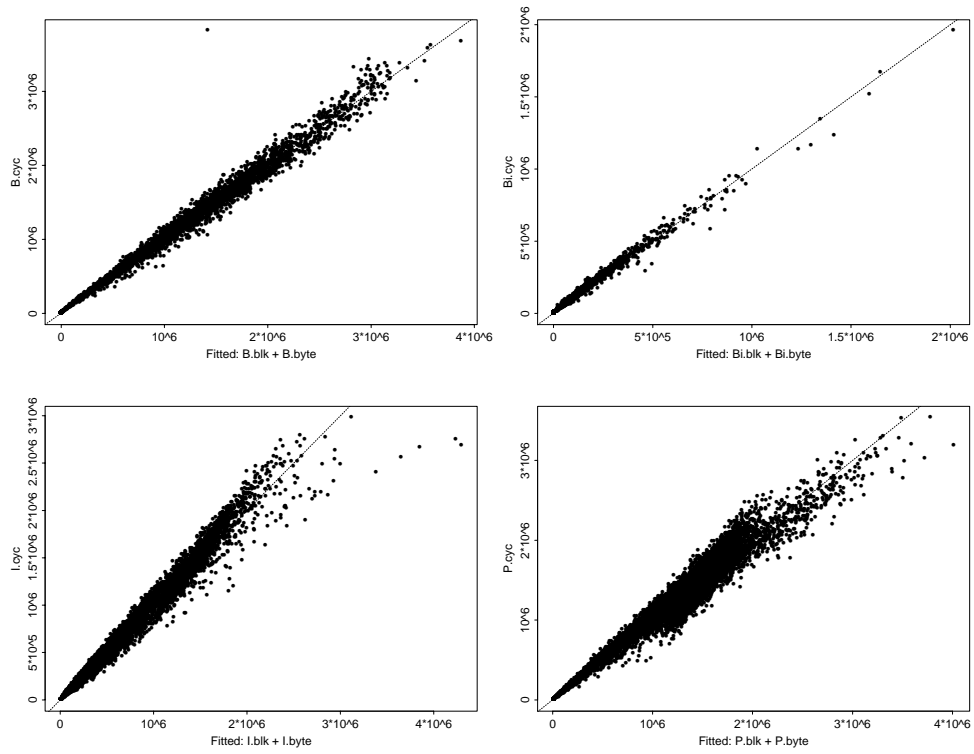 B.cyc
3*10^6
2*10^6
10^6
0
0 10^6 2*10^6 3*10^6 4*10^6
Fitted: B.blk + B.byte
Bi.cyc
2*10^6
1.5*10^6
10^6
5*10^5
0
0 5*10^5 10^6 1.5*10^6 2*10^6
Fitted: Bi.blk + Bi.byte
I.cyc
3*10^6
2.5*10^6
2*10^6
1.5*10^6
10^6
5*10^5
0
0 10^6 2*10^6 3*10^6 4*10^6
Fitted: I.blk + I.byte
P.cyc
3*10^6
2*10^6
10^6
0
0 10^6 2*10^6 3*10^6 4*10^6
Fitted: P.blk + P.byte